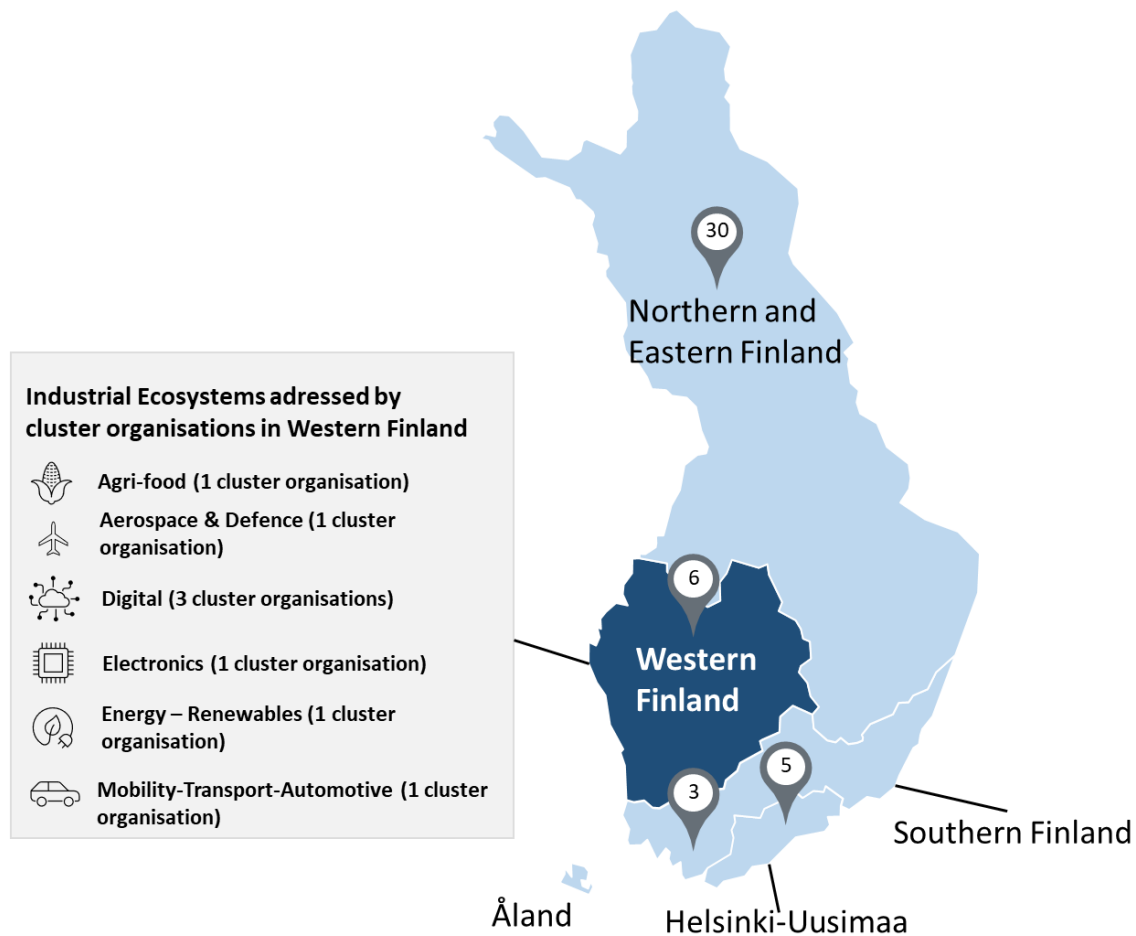 30
Northern and
Eastern Finland
Industrial Ecosystems adressed by
cluster organisations in Western Finland
Agri-food (1 cluster organisation)
Aerospace & Defence (1 cluster
organisation)
Digital (3 cluster organisations)
Electronics (1 cluster organisation)
Energy – Renewables (1 cluster
organisation)
Mobility-Transport-Automotive (1 cluster
organisation)
6
Western
Finland
5
3
Southern Finland
Åland
Helsinki-Uusimaa